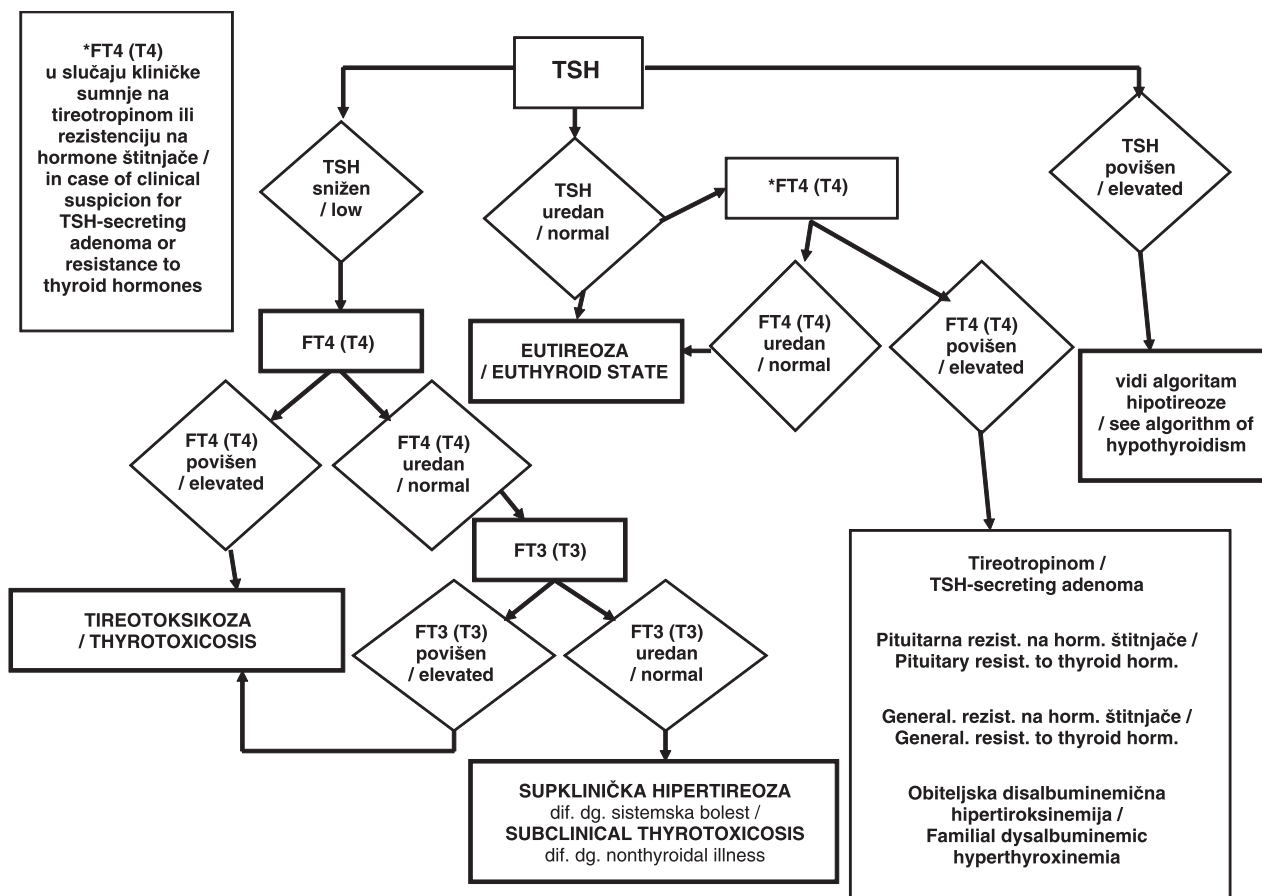 *FT4 (T4)
u slučaju kliničke
sumnje na
tireotropinom ili
rezistenciju na
hormone štitnjače /
in case of clinical
suspicion for
TSH-secreting
adenoma or
resistance to
thyroid hormones
TSH
TSH
snižen
/ low
TSH
uredan
/ normal
*FT4 (T4)
TSH
povišen
/ elevated
FT4 (T4)
EUTIREOZA
/ EUTHYROID STATE
FT4 (T4)
uredan
/ normal
FT4 (T4)
povišen
/ elevated
vidi algoritam
hipotireoze
/ see algorithm of
hypothyroidism
FT4 (T4)
povišen
/ elevated
FT4 (T4)
uredan
/ normal
FT3 (T3)
TIREOTOKSIKOZA
/ THYROTOXICOSIS
FT3 (T3)
povišen
/ elevated
FT3 (T3)
uredan
/ normal
SUPKLINIČKA HIPERTIREOZA
dif. dg. sistemska bolest /
SUBCLINICAL THYROTOXICOSIS
dif. dg. nonthyroidal illness
Tireotropinom /
TSH-secreting adenoma
Pituitarna rezist. na horm. štitnjače /
Pituitary resist. to thyroid horm.
General. rezist. na horm. štitnjače /
General. resist. to thyroid horm.
Obiteljska disalbuminemična
hipertiroksinemija /
Familial dysalbuminemic
hyperthyroxinemia